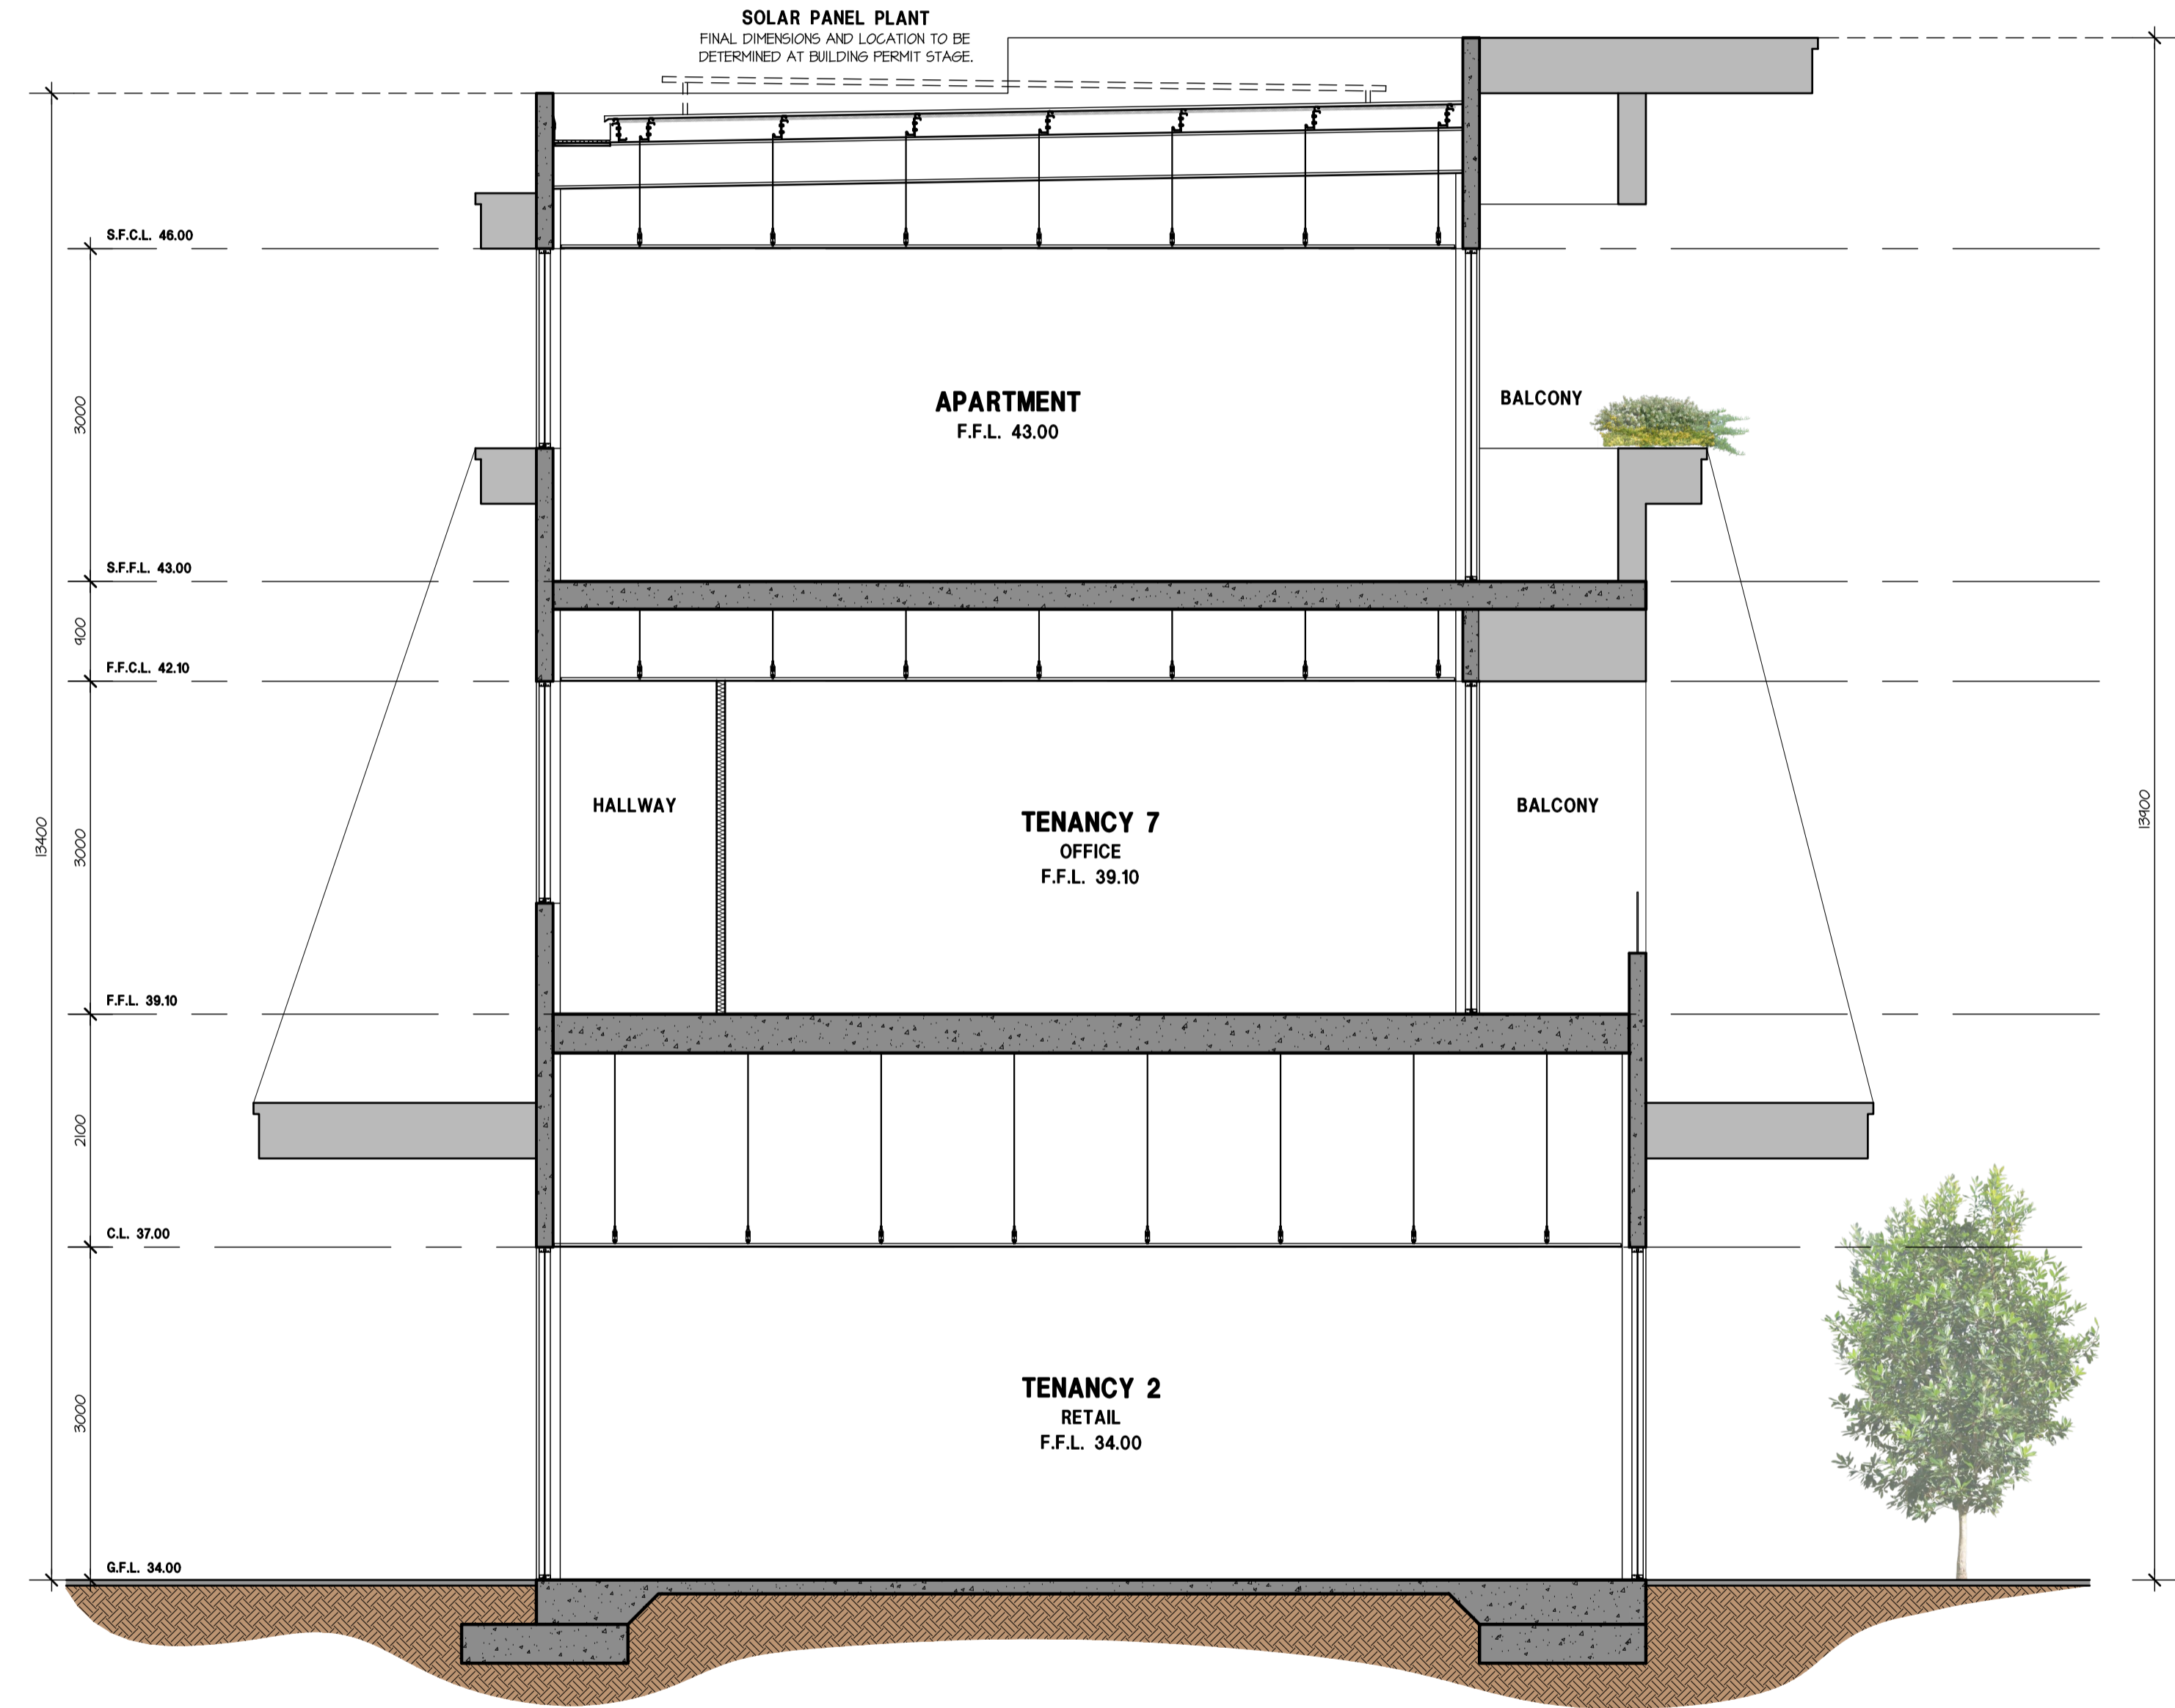 SOLAR PANEL PLANT
FINAL DIMENSIONS AND LOCATION TO BE
DETERMINED AT BUILDING PERMIT STAGE.
S.F.C.L. 46.00
3000
APARTMENT
F.F.L. 43.00
BALCONY
S.F.F.L. 43.00
900
F.F.C.L. 42.10
HALLWAY
TENANCY 7
OFFICE
F.F.L. 39.10
BALCONY
13400
3000
13900
F.F.L. 39.10
2100
C.L. 37.00
3000
TENANCY 2
RETAIL
F.F.L. 34.00
G.F.L. 34.00